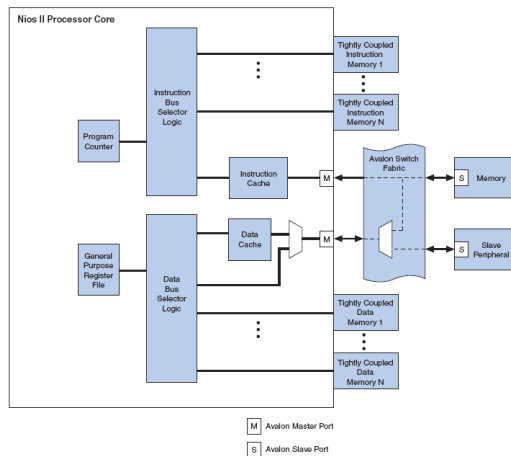 Nios II Processor Core
Tightly Coupled
Instruction
Memory 1
Instruction
Bus
Selector
Logic
Tightly Coupled
Instruction
Memory N
Program
Counter
Avalon Switch
Fabric
Instruction
Cache
M
S
Memory
Data
Cache
M
S
Slave
Peripheral
General
Purpose
Register
File
Data
Bus
Selector
Logic
Tightly Coupled
Data
Memory 1
Tightly Coupled
Data
Memory N
M Avalon Master Port
S Avalon Slave Port